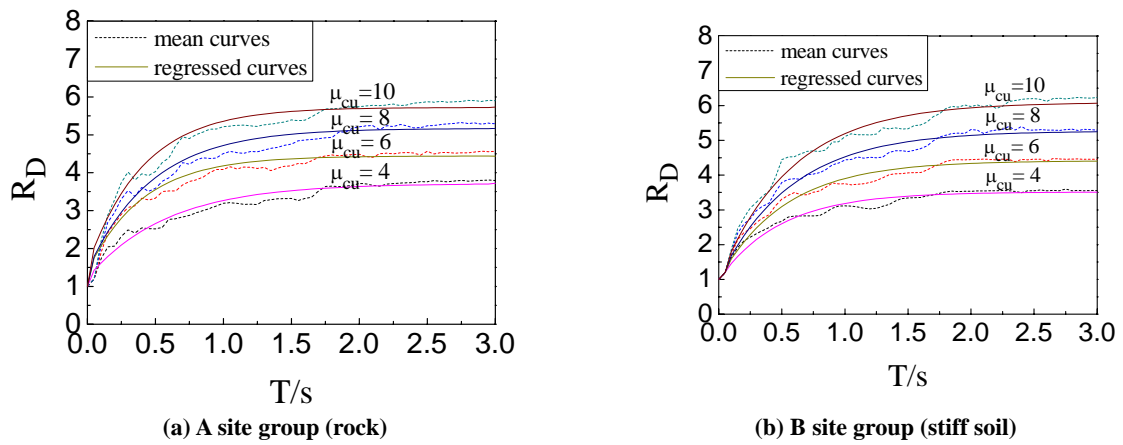 8
7
6
5
4
3
2
1
0
R_D
mean curves
regressed curves
μ_cu=10
μ_cu= 8
μ_cu= 6
μ_cu= 4
0.0 0.5 1.0 1.5 2.0 2.5 3.0
T/s
(a) A site group (rock)
8
7
6
5
4
3
2
1
0
R_D
mean curves
regressed curves
μ_cu=10
μ_cu= 8
μ_cu= 6
μ_cu= 4
0.0 0.5 1.0 1.5 2.0 2.5 3.0
T/s
(b) B site group (stiff soil)